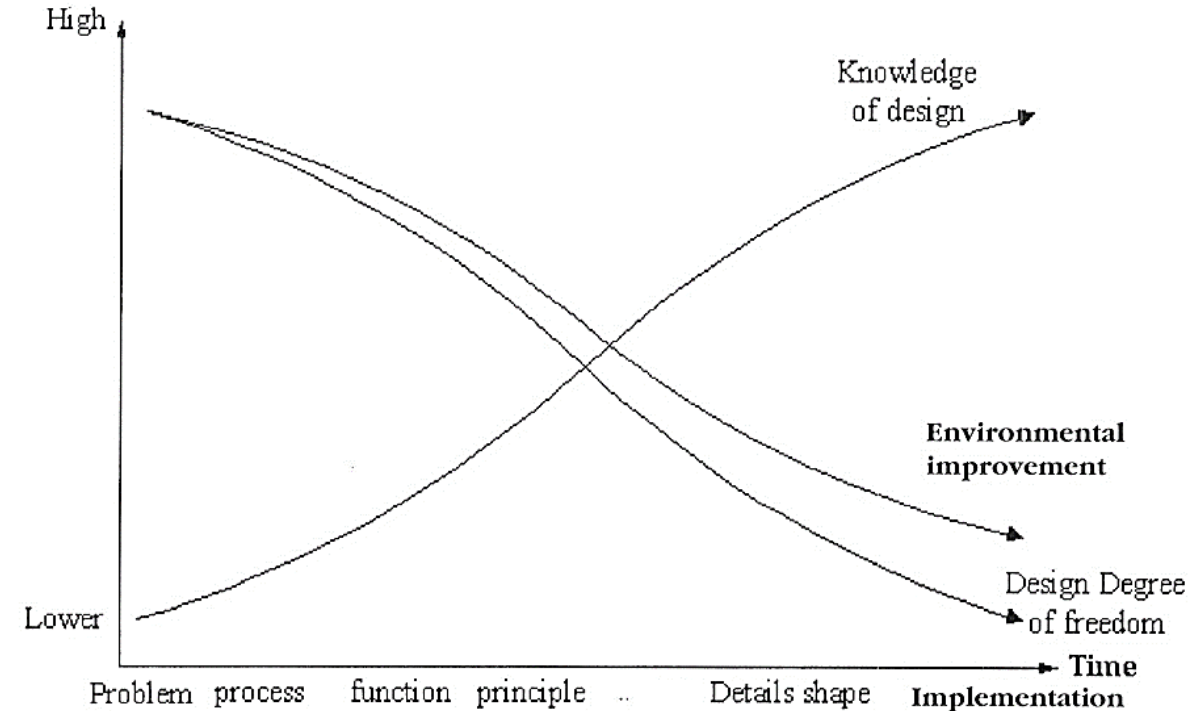 High
Knowledge
of design
Environmental
improvement
Design Degree
of freedom
Lower
Time
Problem process function principle .. Details shape Implementation